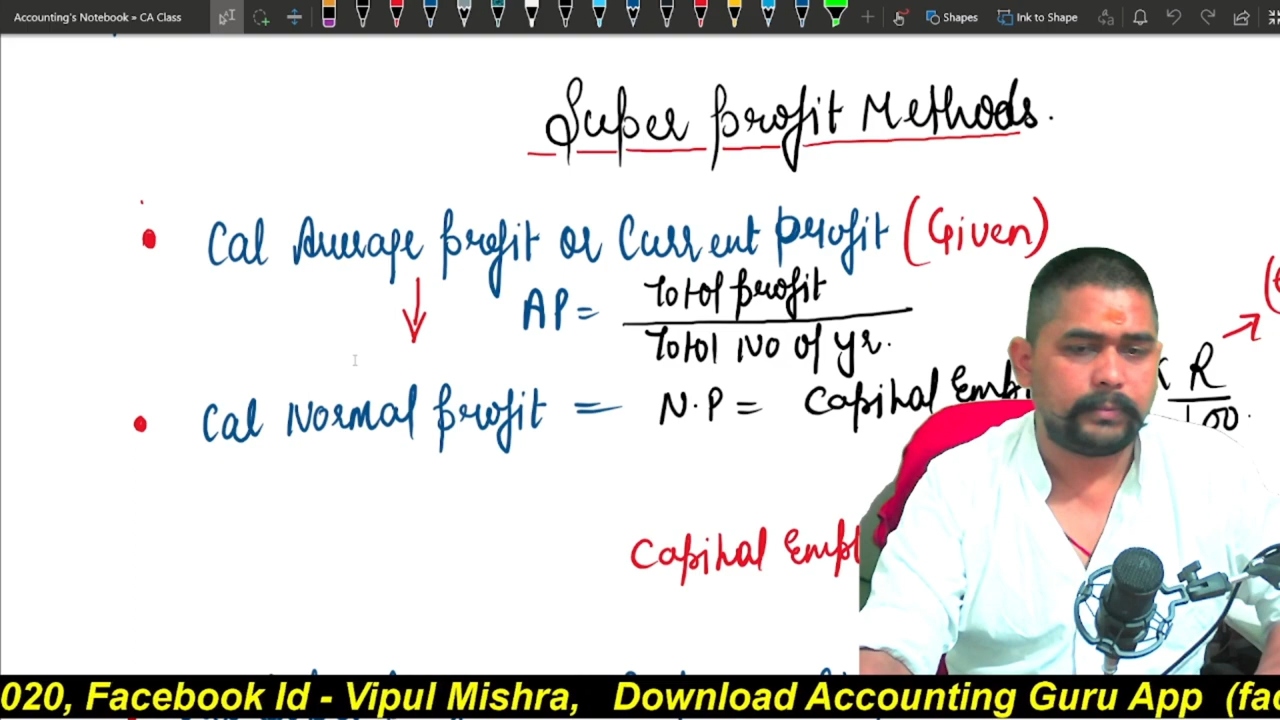 Accounting's Notebook » CA Class
Shapes
Ink to Shape
Super profit Methods.
Cal Average profit or Current profit (Given)
AP = Total profit
Total No of yr.
Cal Normal profit = N.P = Capital R
100.
Capital
020, Facebook Id - Vipul Mishra, Download Accounting Guru App (fac